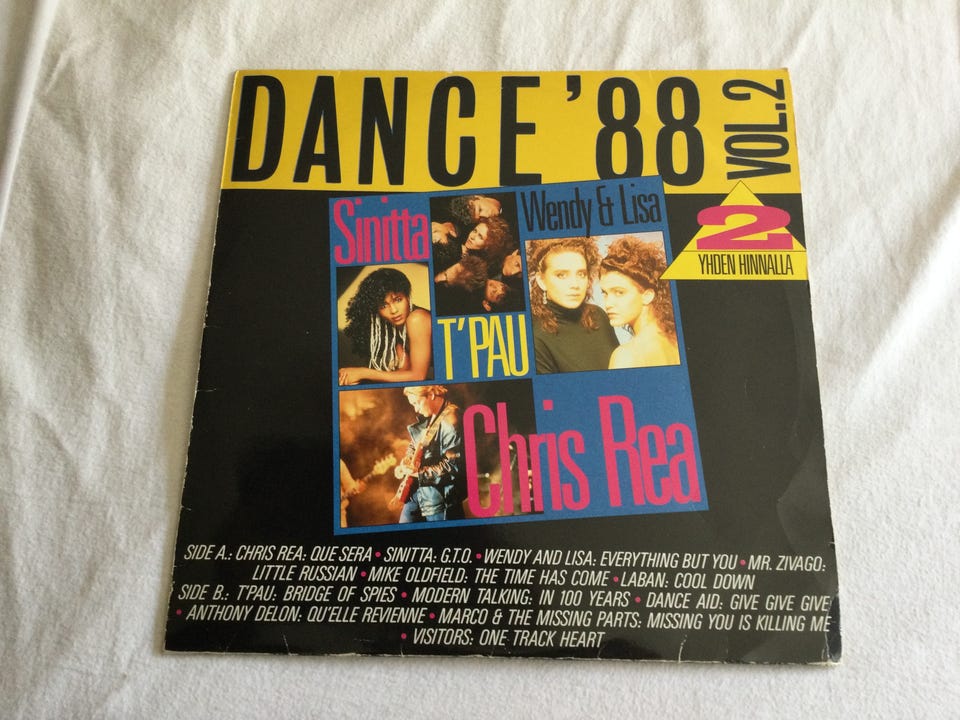 DANCE '88
VOL.2
2
YHDEN HINNALLA
Sinitta
Wendy & Lisa
T'PAU
Chris Rea
SIDE A.: CHRIS REA: QUE SERA • SINITTA: G.T.O. • WENDY AND LISA: EVERYTHING BUT YOU • MR. ZIVAGO:
LITTLE RUSSIAN • MIKE OLDFIELD: THE TIME HAS COME • LABAN: COOL DOWN
SIDE B.: T'PAU: BRIDGE OF SPIES • MODERN TALKING: IN 100 YEARS • DANCE AID: GIVE GIVE GIVE
• ANTHONY DELON: QU'ELLE REVIENNE • MARCO & THE MISSING PARTS: MISSING YOU IS KILLING ME
• VISITORS: ONE TRACK HEART